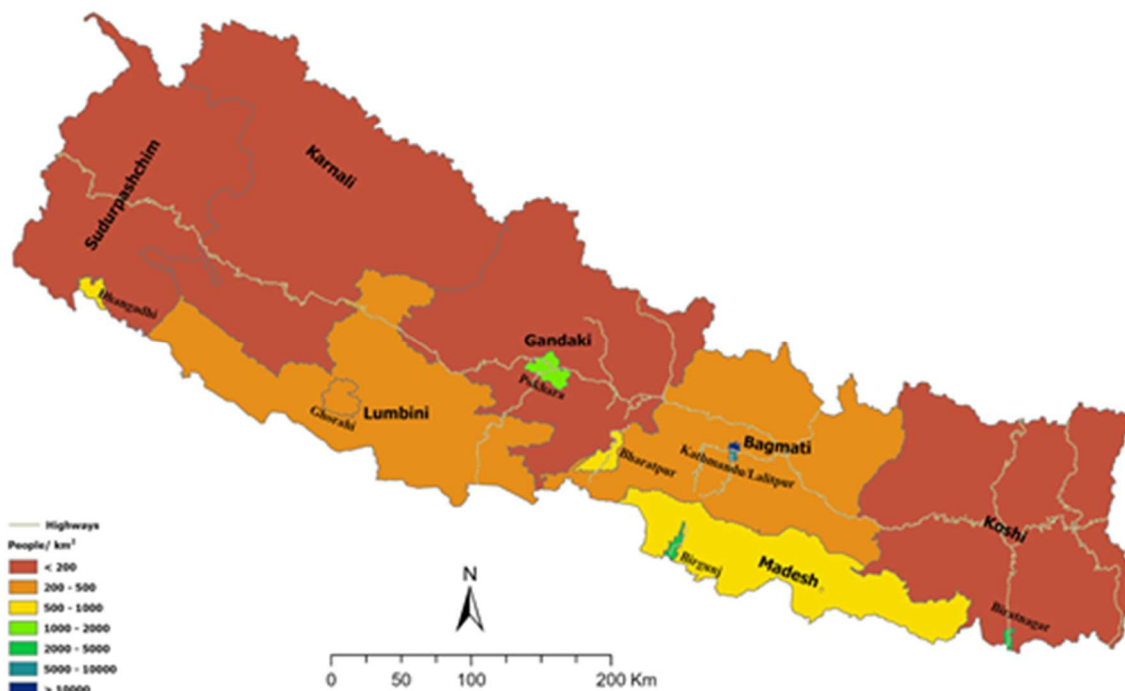 Karnali
Sudurpashchim
Dhangadhi
Gandaki
Pokhara
Ghorahi
Lumbini
Bharatpur
Bagmati
Kathmandu/Lalitpur
Koshi
Birgunj
Madesh
Biratnagar
Highways
People/ km²
< 200
200 - 500
500 - 1000
1000 - 2000
2000 - 5000
5000 - 10000
> 10000
N
0 50 100 200 Km